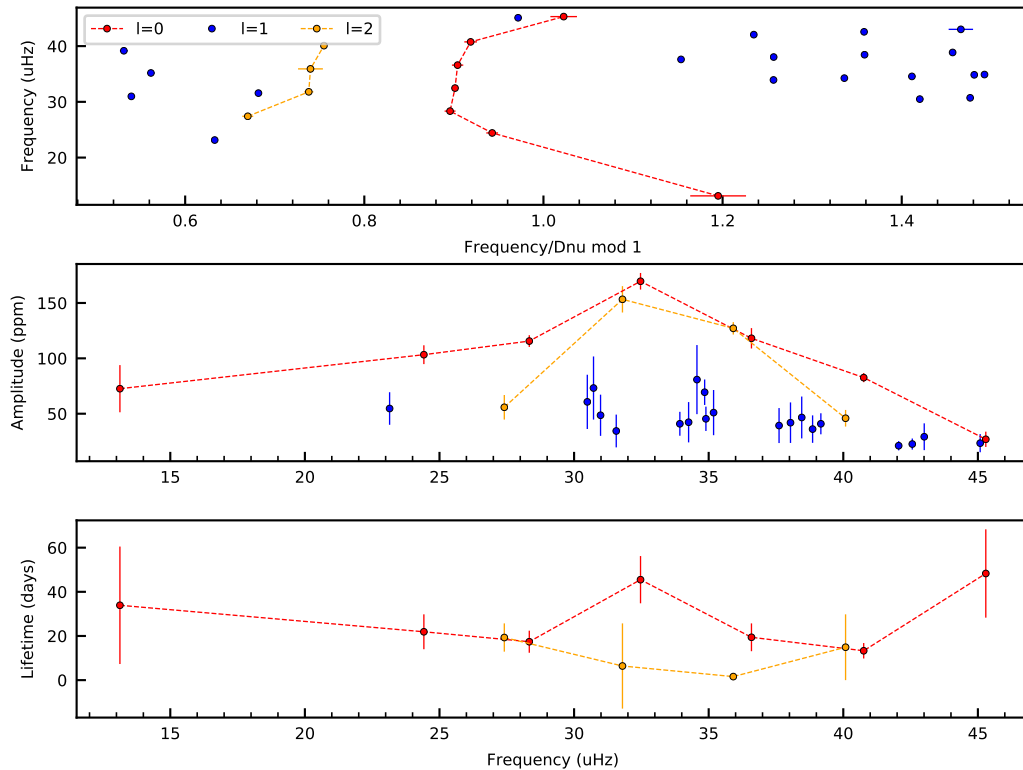 l=0 l=1 l=2
40
30
20
Frequency (uHz)
0.6 0.8 1.0 1.2 1.4
Frequency/Dnu mod 1
150
100
50
Amplitude (ppm)
15 20 25 30 35 40 45
60
40
20
0
Lifetime (days)
15 20 25 30 35 40 45
Frequency (uHz)